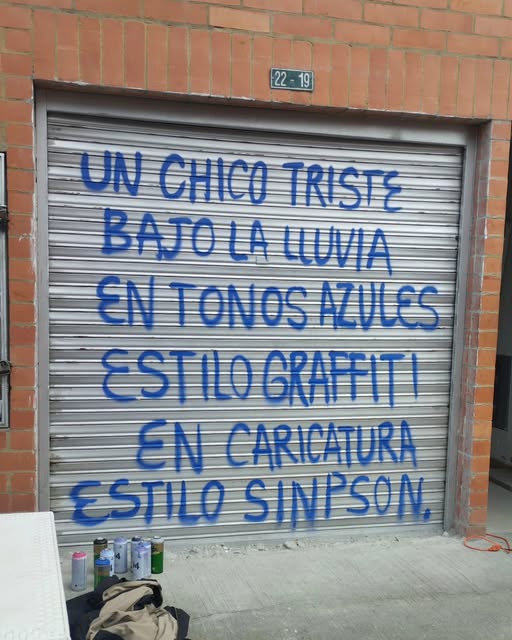 22-19
UN CHICO TRISTE
BAJO LA LLUVIA
EN TONOS AZULES
ESTILO GRAFFITI
EN CARICATURA
ESTILO SINPSON.